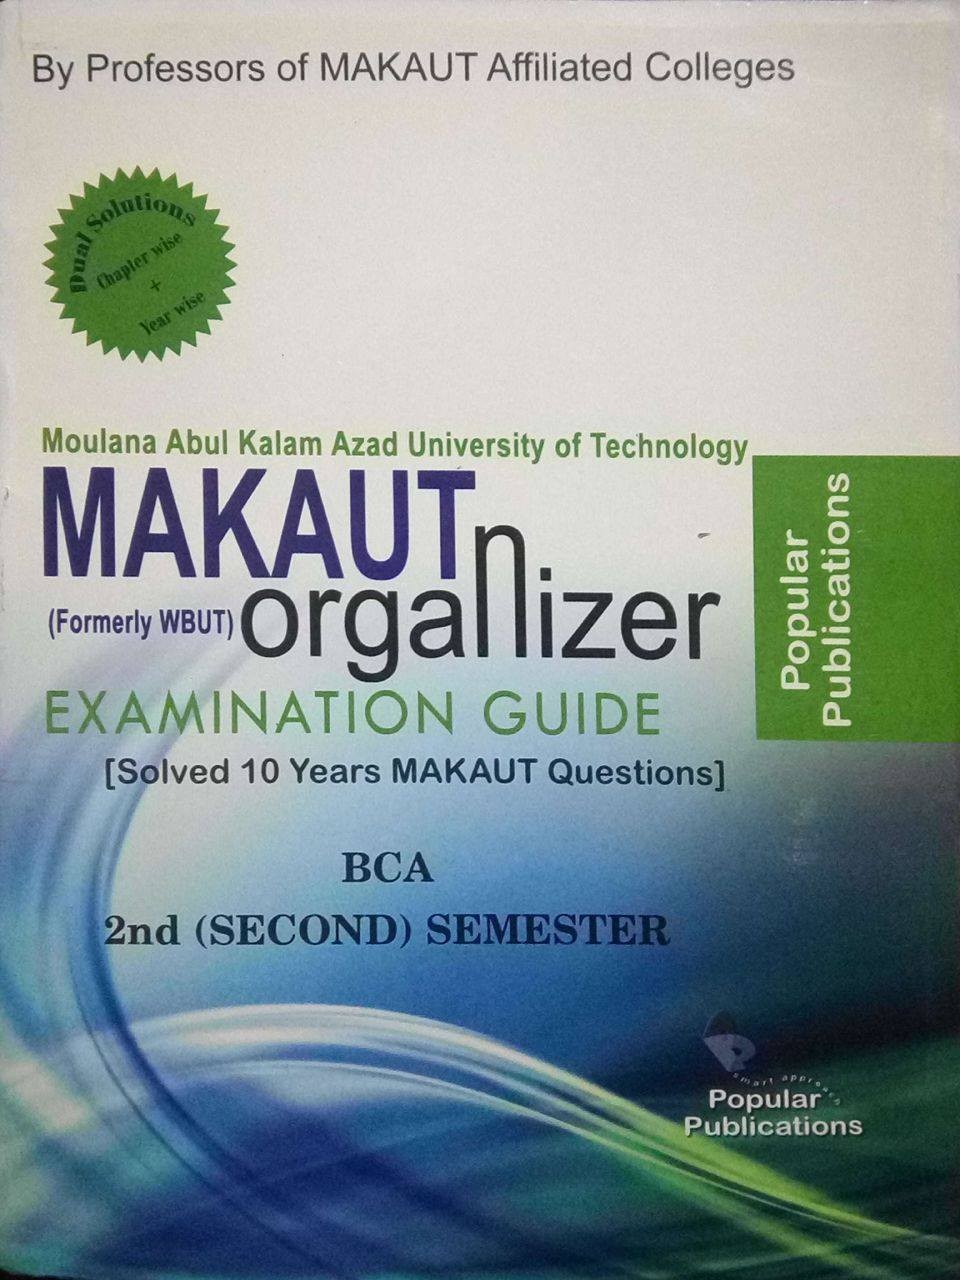 By Professors of MAKAUT Affiliated Colleges
Dual Solutions
Chapter wise
+
Year wise
Moulana Abul Kalam Azad University of Technology
MAKAUT
(Formerly WBUT)
organizer
EXAMINATION GUIDE
[Solved 10 Years MAKAUT Questions]
Popular
Publications
BCA
2nd (SECOND) SEMESTER
smart approach
Popular
Publications